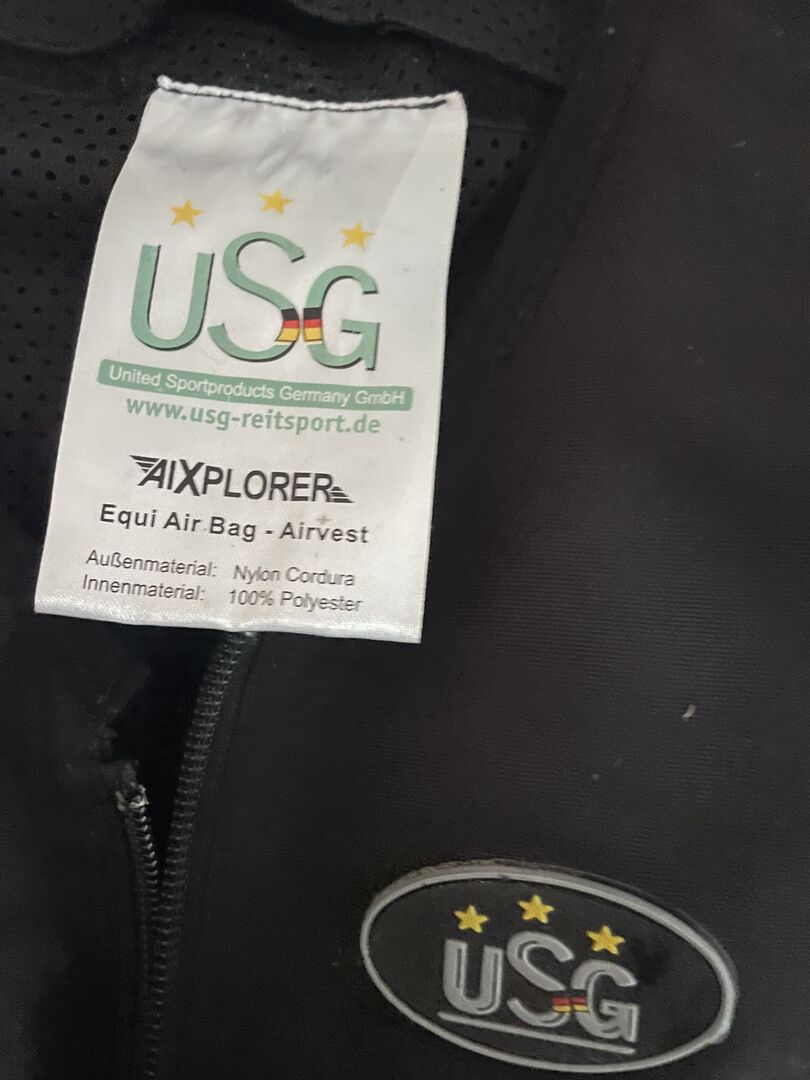 USG
United Sportproducts Germany GmbH
www.usg-reitsport.de
AIXPLORER
Equi Air Bag - Airvest
Außenmaterial: Nylon Cordura
Innenmaterial: 100% Polyester
USG